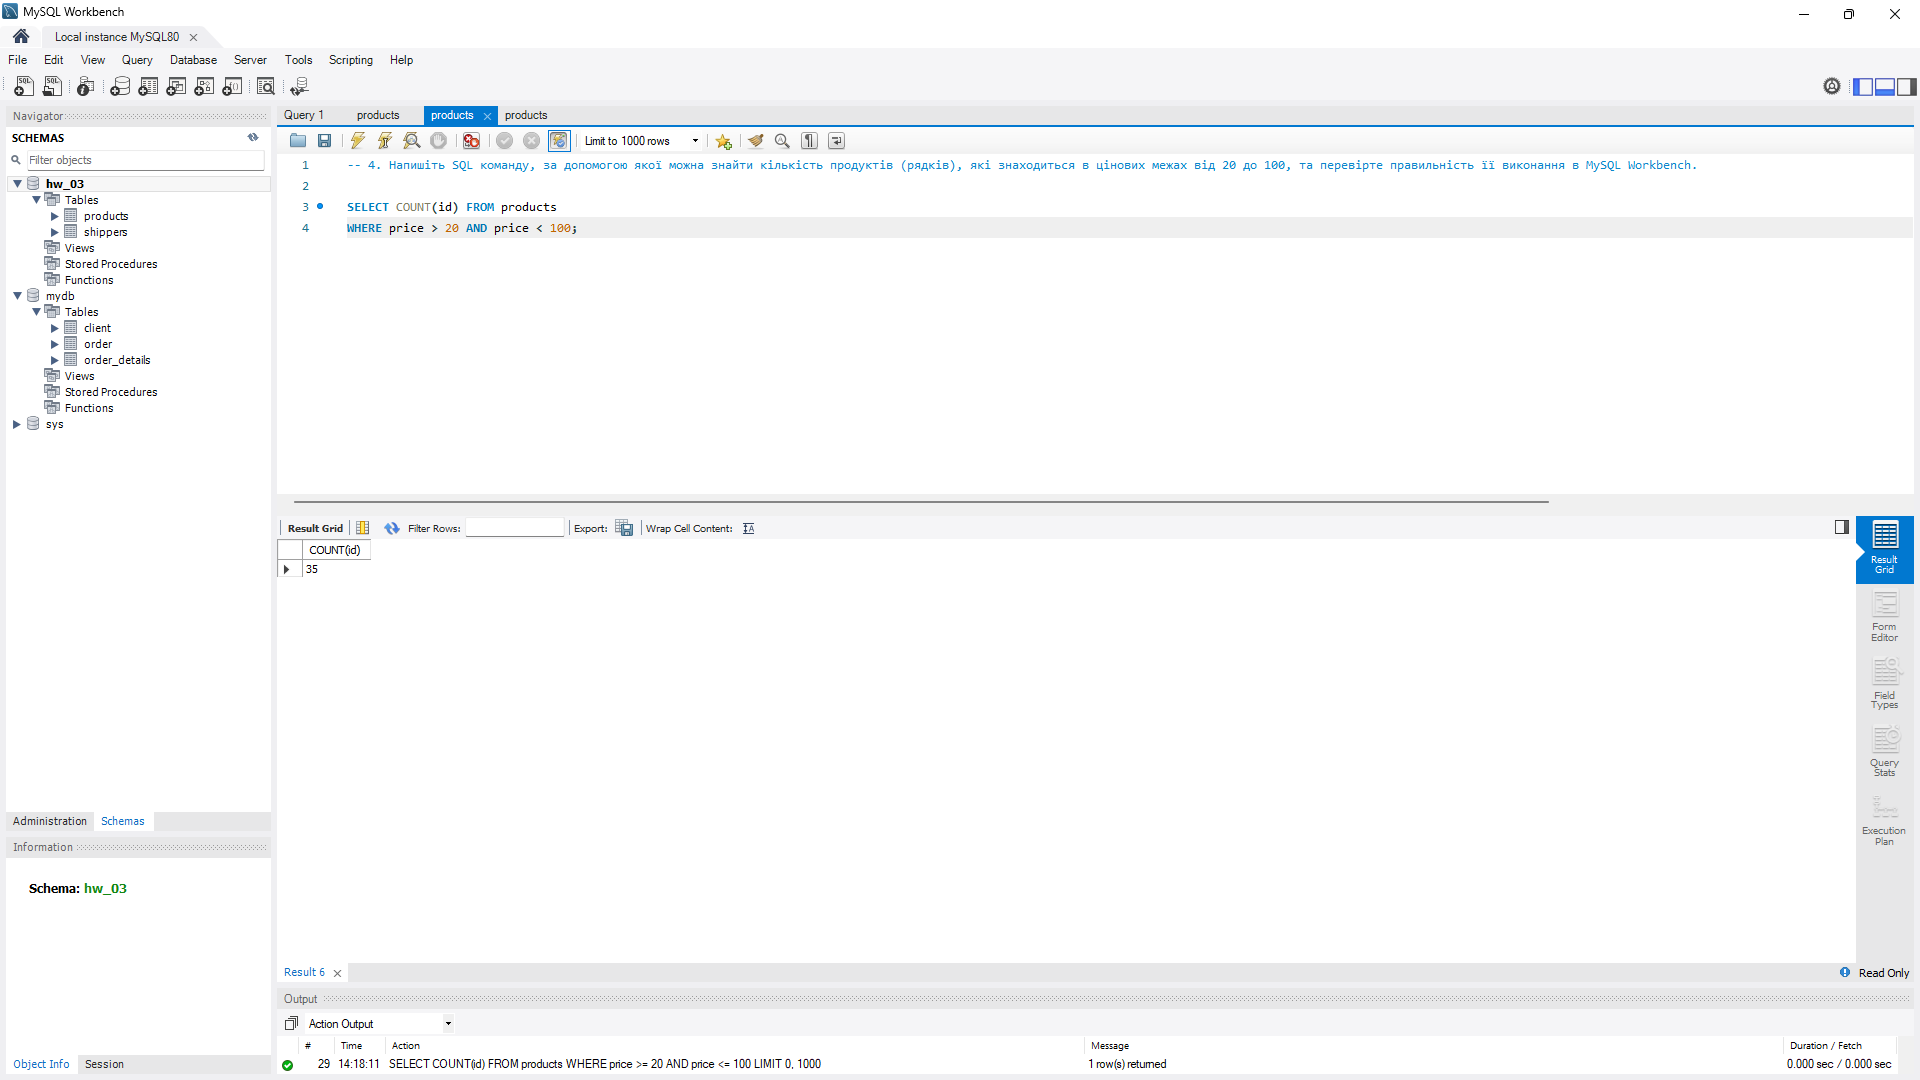 MySQL Workbench
Local instance MySQL80
File Edit View Query Database Server Tools Scripting Help
Navigator
SCHEMAS
Filter objects
hw_03
Tables
products
shippers
Views
Stored Procedures
Functions
mydb
Tables
client
order
order_details
Views
Stored Procedures
Functions
sys
Administration Schemas
Information
Schema: hw_03
Object Info Session
Query 1 products products products
Limit to 1000 rows
1 -- 4. Напишіть SQL команду, за допомогою якої можна знайти кількість продуктів (рядків), які знаходиться в цінових межах від 20 до 100, та перевірте правильність її виконання в MySQL Workbench.
2
3 SELECT COUNT(id) FROM products
4 WHERE price > 20 AND price < 100;
Result Grid Filter Rows: Export: Wrap Cell Content:
COUNT(id)
35
Result
Grid
Form
Editor
Field
Types
Query
Stats
Execution
Plan
Result 6 Read Only
Output
Action Output
# Time Action Message Duration / Fetch
29 14:18:11 SELECT COUNT(id) FROM products WHERE price >= 20 AND price <= 100 LIMIT 0, 1000 1 row(s) returned 0.000 sec / 0.000 sec